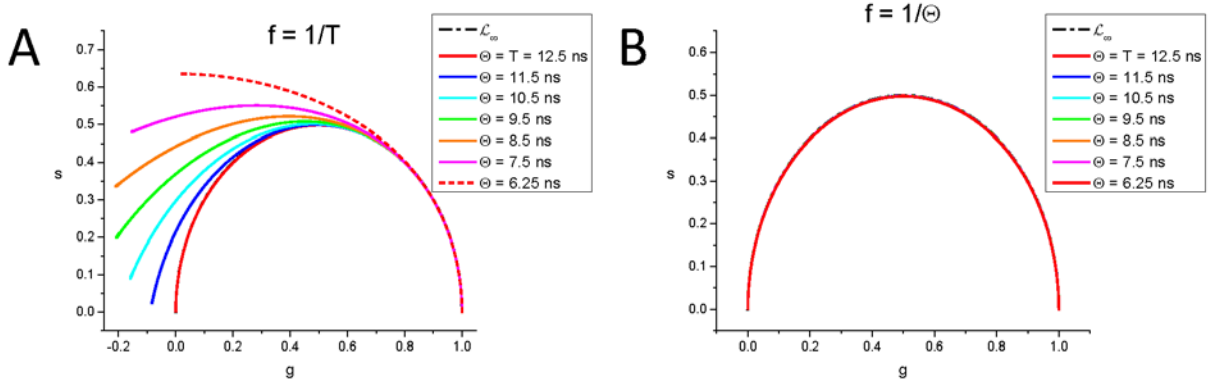 A
f = 1/T
ℒ∞
Θ = T = 12.5 ns
Θ = 11.5 ns
Θ = 10.5 ns
Θ = 9.5 ns
Θ = 8.5 ns
Θ = 7.5 ns
Θ = 6.25 ns
0.7
0.6
0.5
0.4
0.3
0.2
0.1
0.0
s
-0.2
0.0
0.2
0.4
0.6
0.8
1.0
g
B
f = 1/Θ
ℒ∞
Θ = T = 12.5 ns
Θ = 11.5 ns
Θ = 10.5 ns
Θ = 9.5 ns
Θ = 8.5 ns
Θ = 7.5 ns
Θ = 6.25 ns
0.6
0.5
0.4
0.3
0.2
0.1
0.0
s
0.0
0.2
0.4
0.6
0.8
1.0
g